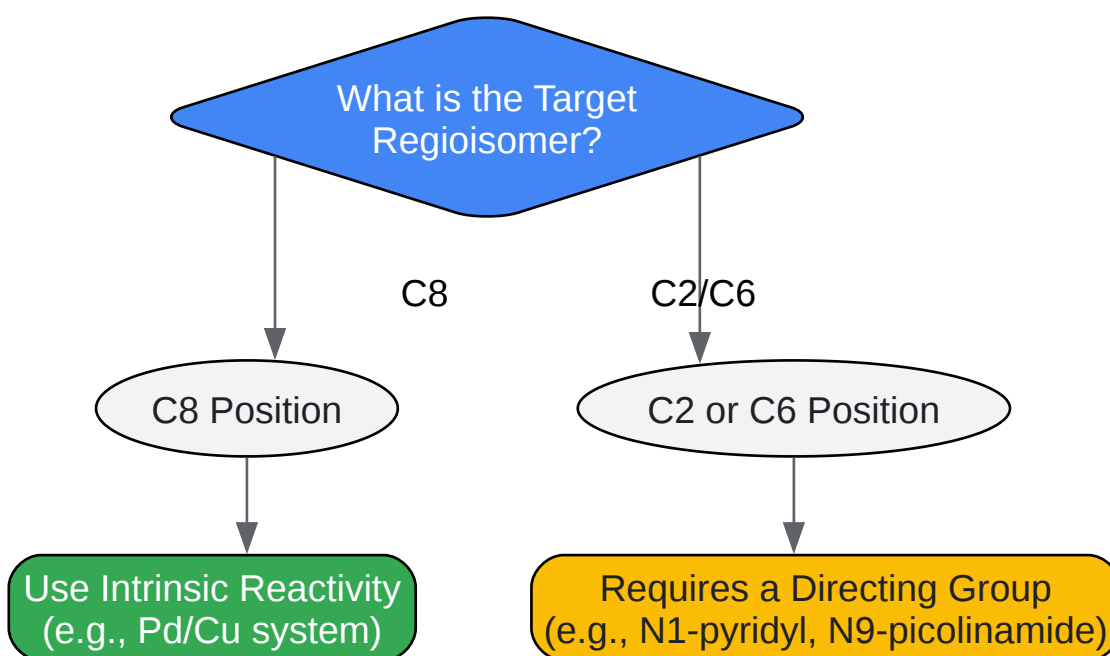 What is the Target
Regioisomer?
C8
C2/C6
C8 Position
C2 or C6 Position
Use Intrinsic Reactivity
(e.g., Pd/Cu system)
Requires a Directing Group
(e.g., N1-pyridyl, N9-picolinamide)